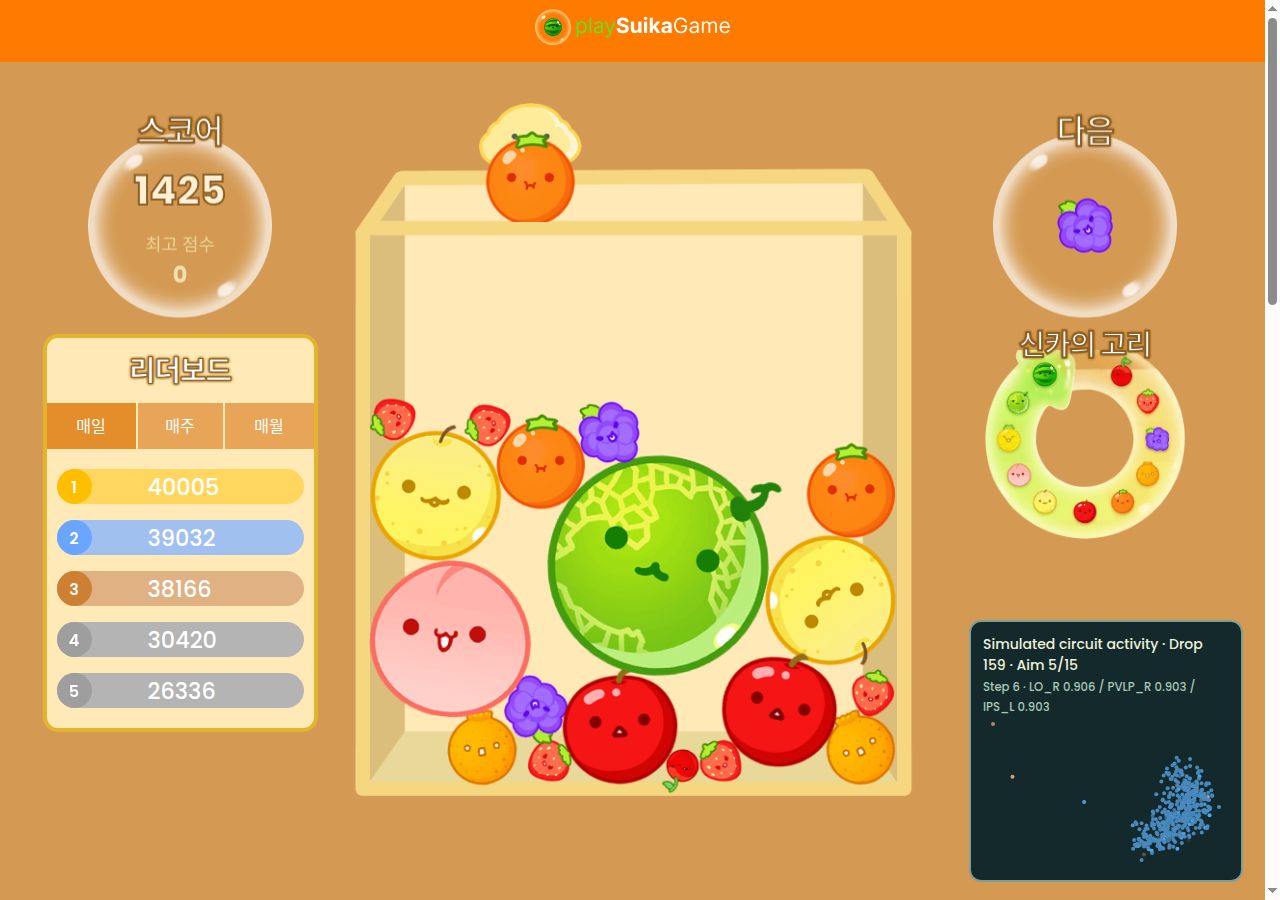 playSuikaGame
스코어
1425
최고 점수
0
리더보드
매일
매주
매월
1 40005
2 39032
3 38166
4 30420
5 26336
다음
신카의 고리
Simulated circuit activity · Drop
159 · Aim 5/15
Step 6 · LO_R 0.906 / PVLP_R 0.903 /
IPS_L 0.903